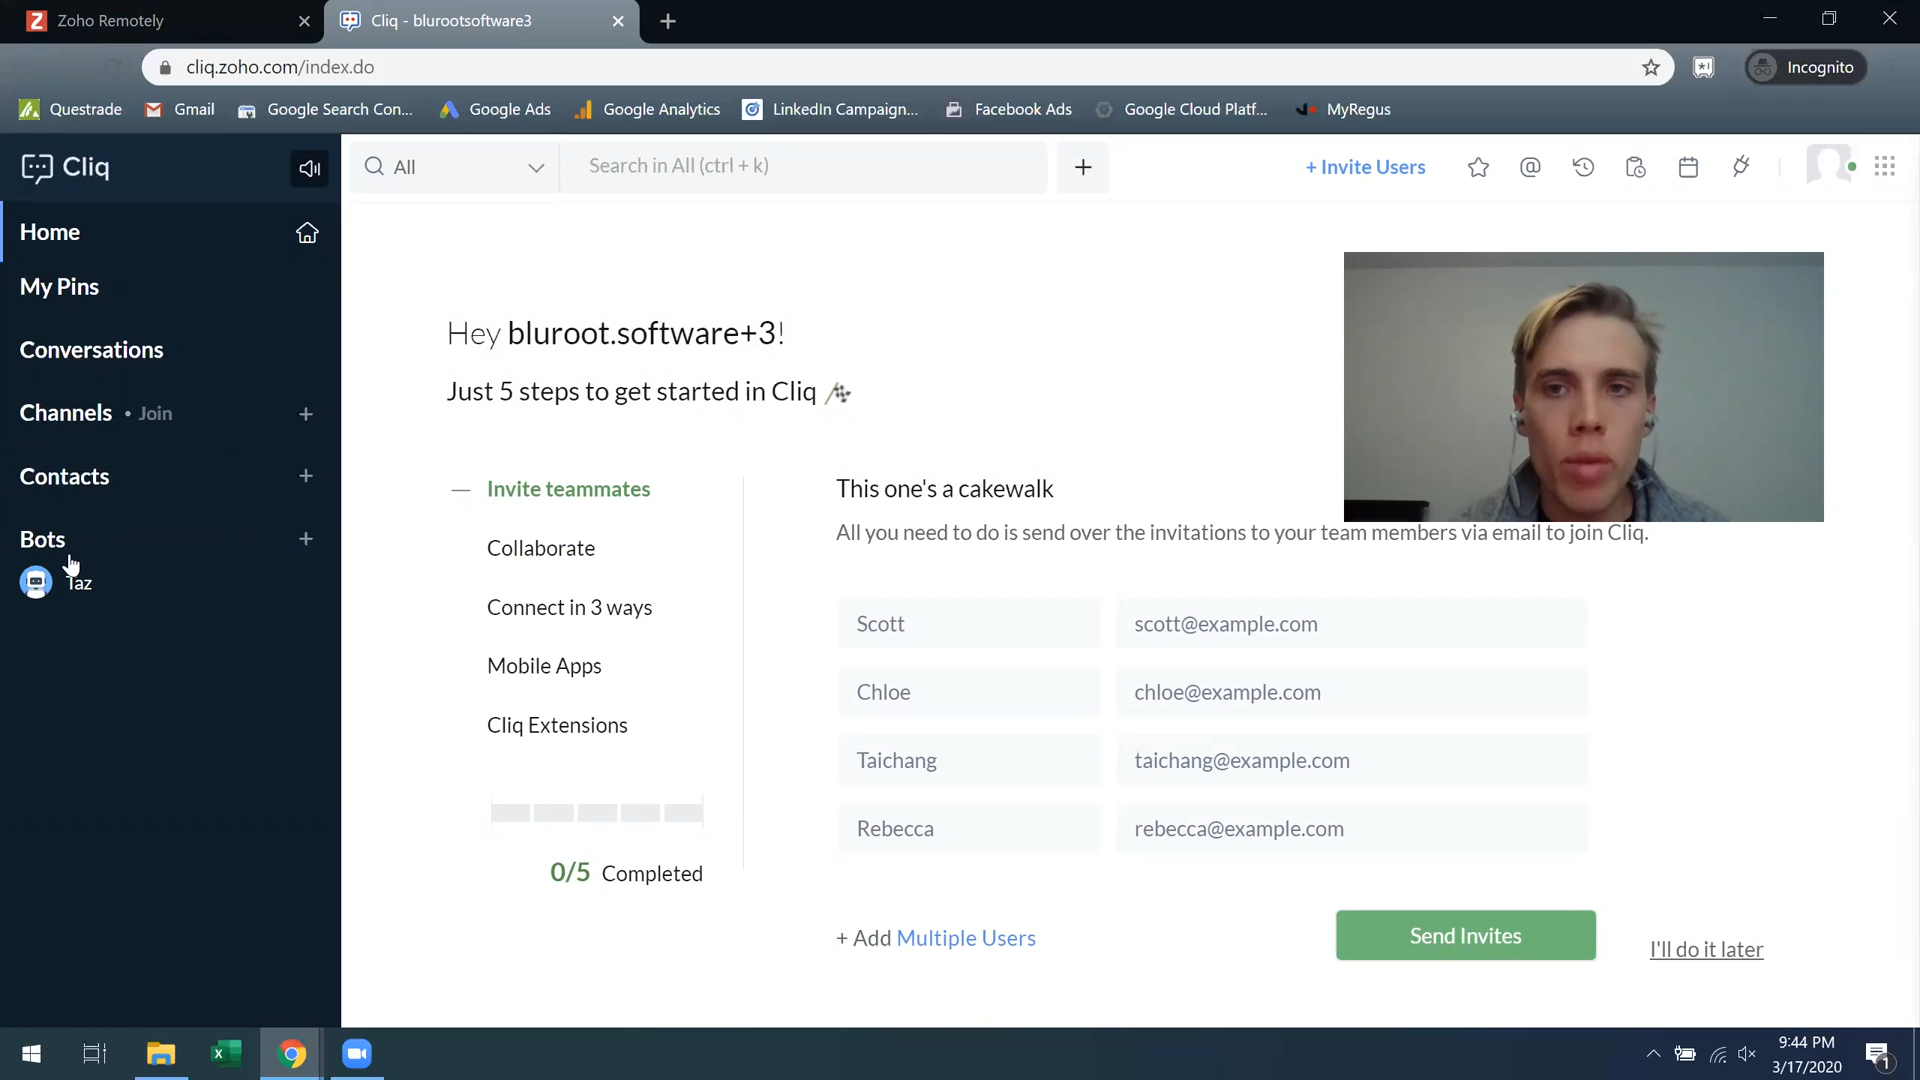 Zoho Remotely
Cliq - blurootsoftware3
cliq.zoho.com/index.do
Incognito
Questrade
Gmail
Google Search Con...
Google Ads
Google Analytics
LinkedIn Campaign...
Facebook Ads
Google Cloud Platf...
MyRegus
Cliq
All
Search in All (ctrl + k)
+ Invite Users
Home
My Pins
Conversations
Channels • Join
Contacts
Bots
Taz
Hey bluroot.software+3!
Just 5 steps to get started in Cliq
Invite teammates
Collaborate
Connect in 3 ways
Mobile Apps
Cliq Extensions
0/5 Completed
This one's a cakewalk
All you need to do is send over the invitations to your team members via email to join Cliq.
Scott scott@example.com
Chloe chloe@example.com
Taichang taichang@example.com
Rebecca rebecca@example.com
+ Add Multiple Users
Send Invites
I'll do it later
9:44 PM
3/17/2020
1